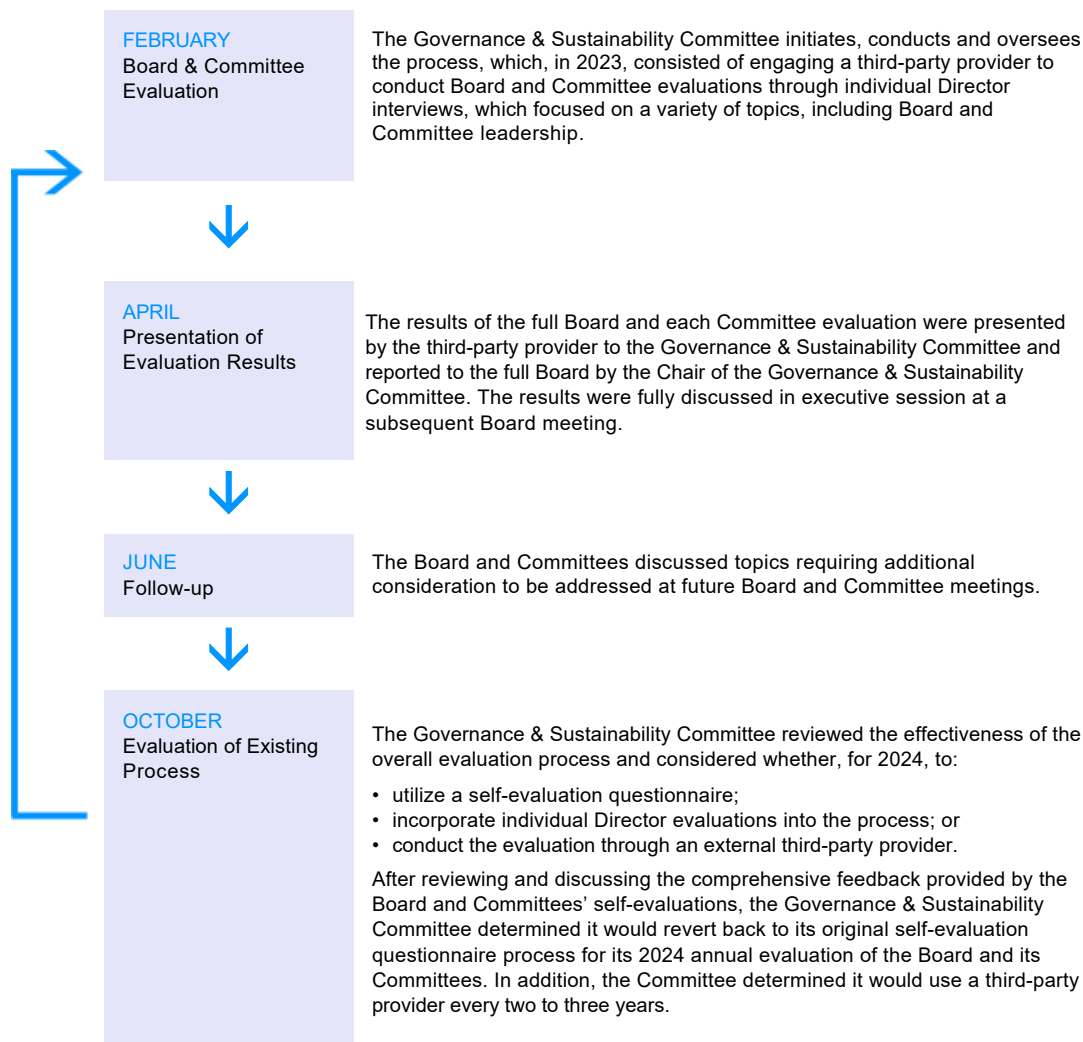 FEBRUARY
Board & Committee
Evaluation
The Governance & Sustainability Committee initiates, conducts and oversees
the process, which, in 2023, consisted of engaging a third-party provider to
conduct Board and Committee evaluations through individual Director
interviews, which focused on a variety of topics, including Board and
Committee leadership.
APRIL
Presentation of
Evaluation Results
The results of the full Board and each Committee evaluation were presented
by the third-party provider to the Governance & Sustainability Committee and
reported to the full Board by the Chair of the Governance & Sustainability
Committee. The results were fully discussed in executive session at a
subsequent Board meeting.
JUNE
Follow-up
The Board and Committees discussed topics requiring additional
consideration to be addressed at future Board and Committee meetings.
OCTOBER
Evaluation of Existing
Process
The Governance & Sustainability Committee reviewed the effectiveness of the
overall evaluation process and considered whether, for 2024, to:
• utilize a self-evaluation questionnaire;
• incorporate individual Director evaluations into the process; or
• conduct the evaluation through an external third-party provider.
After reviewing and discussing the comprehensive feedback provided by the
Board and Committees’ self-evaluations, the Governance & Sustainability
Committee determined it would revert back to its original self-evaluation
questionnaire process for its 2024 annual evaluation of the Board and its
Committees. In addition, the Committee determined it would use a third-party
provider every two to three years.